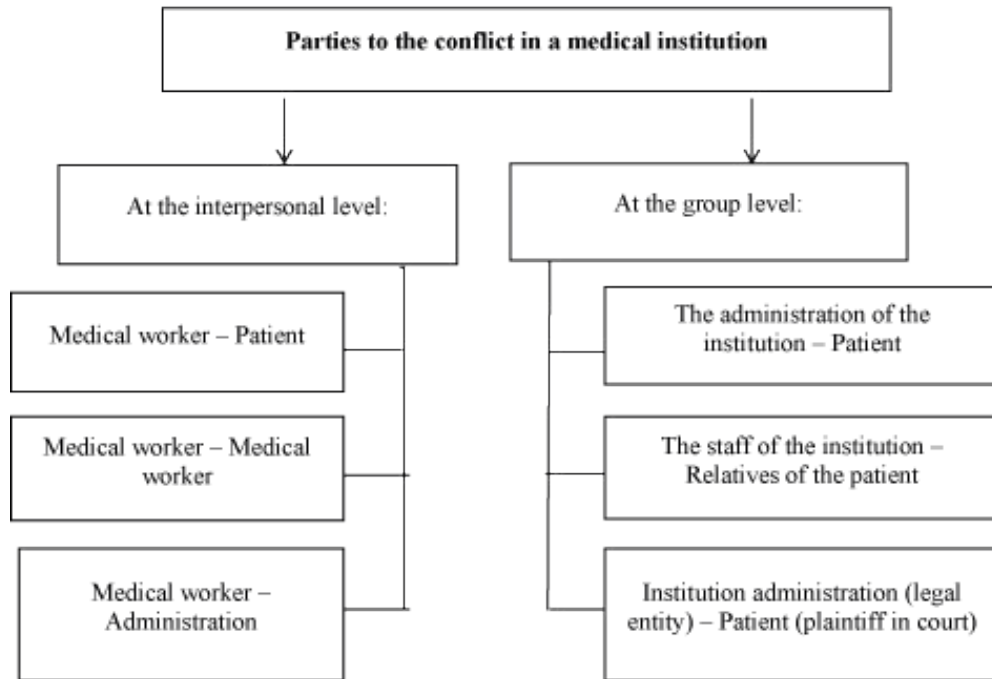 Parties to the conflict in a medical institution
At the interpersonal level:
At the group level:
Medical worker – Patient
The administration of the
institution – Patient
Medical worker – Medical
worker
The staff of the institution –
Relatives of the patient
Medical worker –
Administration
Institution administration (legal
entity) – Patient (plaintiff in court)